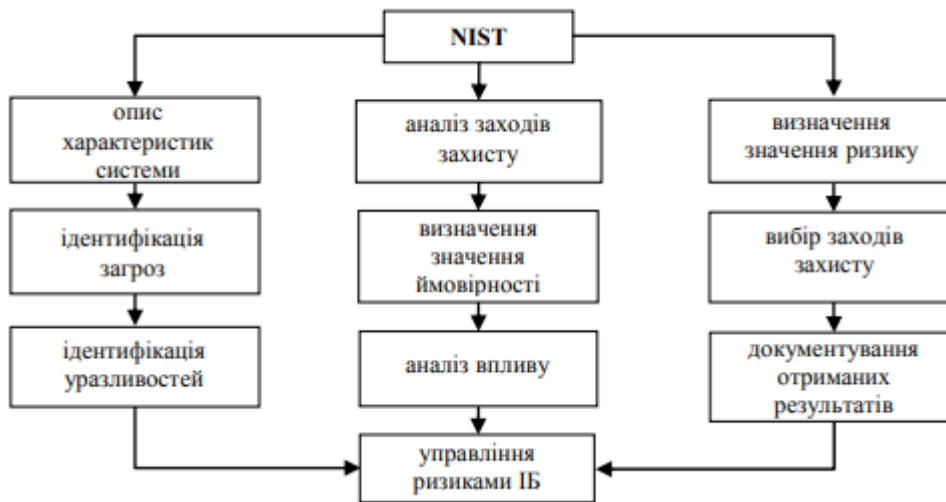 NIST
опис
характеристик
системи
аналіз заходів
захисту
визначення
значення ризику
ідентифікація
загроз
визначення
значення
ймовірності
вибір заходів
захисту
ідентифікація
уразливостей
аналіз впливу
документування
отриманих
результатів
управління
ризиками ІБ